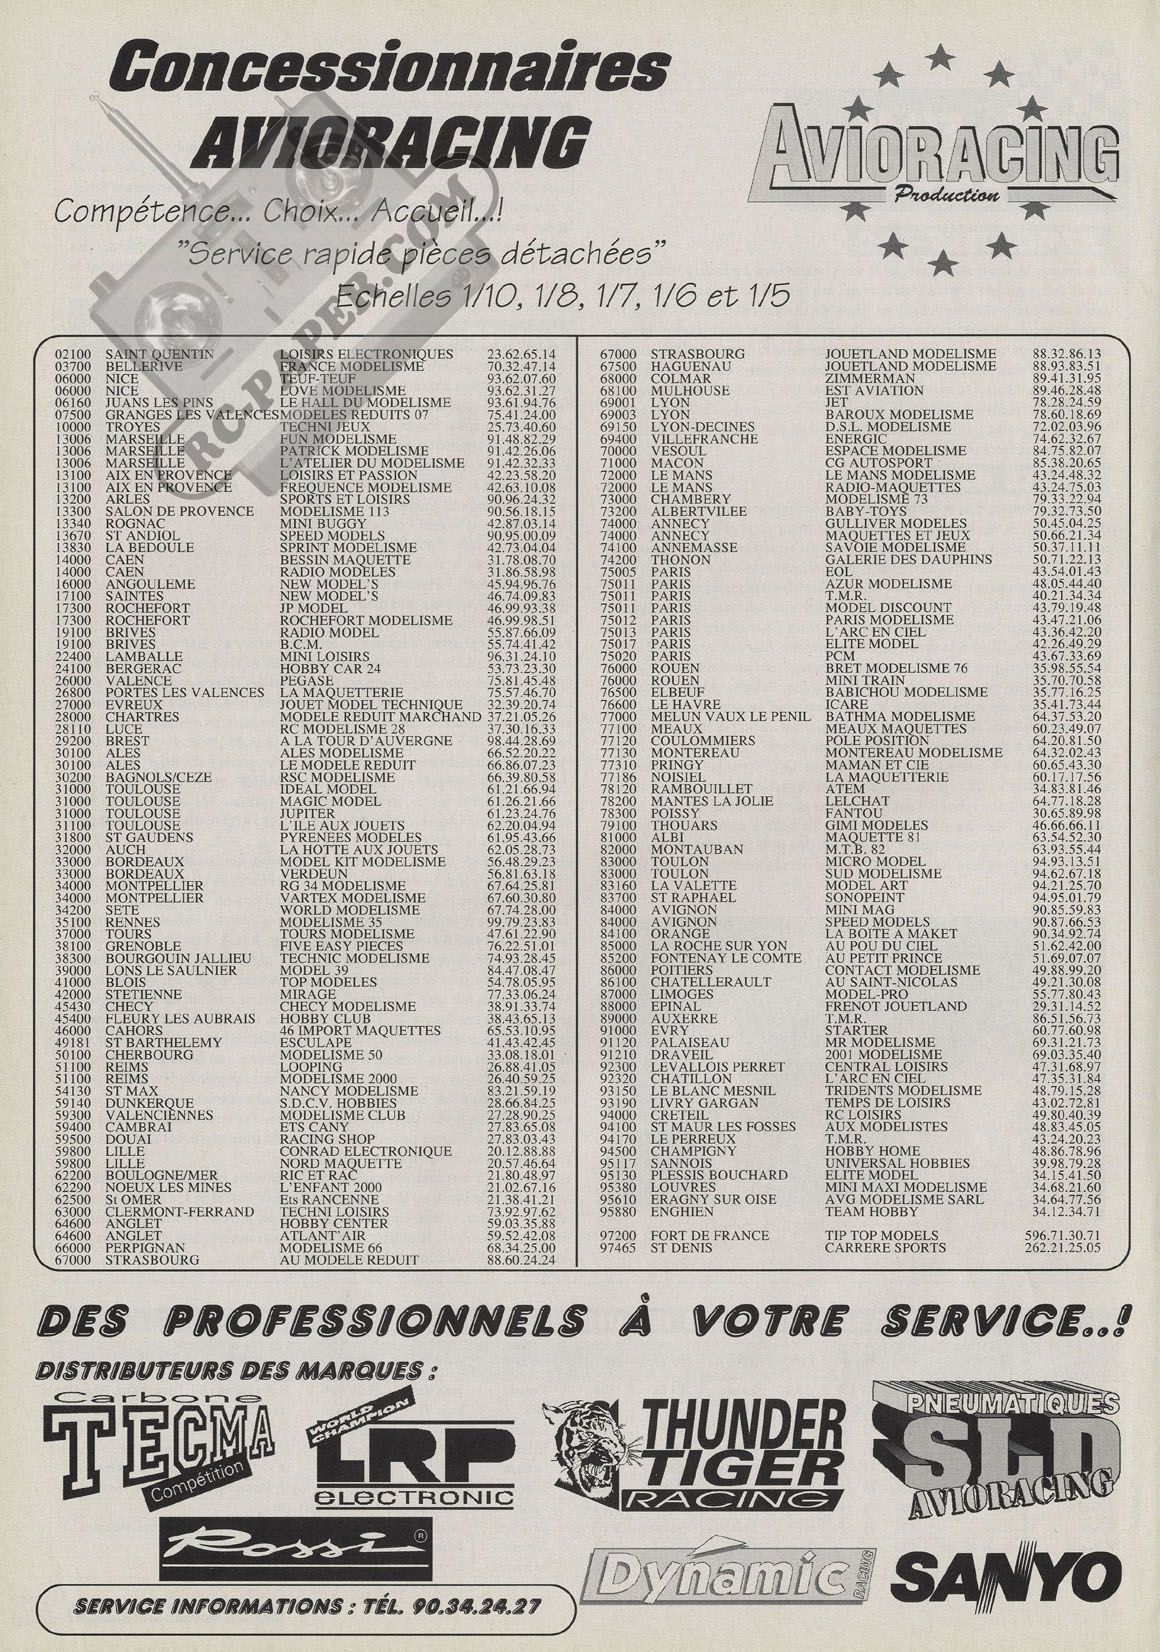 Concessionnaires
AVIORACING
AVIORACING
Production
Compétence... Choix... Accueil...!
"Service rapide pièces détachées"
Echelles 1/10, 1/8, 1/7, 1/6 et 1/5
RC-PAPER.COM
02100 SAINT QUENTIN LOISIRS ELECTRONIQUES 23.62.65.14
03700 BELLERIVE FRANCE MODELISME 70.32.47.14
06000 NICE TEUF-TEUF 93.62.07.60
06000 NICE LOVE MODELISME 93.62.31.27
06160 JUANS LES PINS LE HALL DU MODELISME 93.61.94.76
07500 GRANGES LES VALENCES MODELES REDUITS 07 75.41.24.00
10000 TROYES TECHNI JEUX 25.73.40.60
13006 MARSEILLE FUN MODELISME 91.48.82.29
13006 MARSEILLE PATRICK MODELISME 91.42.26.06
13006 MARSEILLE L'ATELIER DU MODELISME 91.42.32.33
13100 AIX EN PROVENCE LOISIRS ET PASSION 42.23.58.20
13100 AIX EN PROVENCE FREQUENCE MODELISME 42.63.10.08
13200 ARLES SPORTS ET LOISIRS 90.96.24.32
13300 SALON DE PROVENCE MODELISME 113 90.56.18.15
13340 ROGNAC MINI BUGGY 42.87.03.14
13670 ST ANDIOL SPEED MODELS 90.95.00.09
13830 LA BEDOULE SPRINT MODELISME 42.73.04.04
14000 CAEN BESSIN MAQUETTE 31.78.08.70
14000 CAEN RADIO MODELES 31.86.58.98
16000 ANGOULEME NEW MODEL'S 45.94.96.76
17100 SAINTES NEW MODEL'S 46.74.09.83
17300 ROCHEFORT JP MODEL 46.99.93.38
17300 ROCHEFORT ROCHEFORT MODELISME 46.99.98.51
19100 BRIVES RADIO MODEL 55.87.66.09
19100 BRIVES B.C.M. 55.74.41.42
22400 LAMBALLE MINI LOISIRS 96.31.24.10
24100 BERGERAC HOBBY CAR 24 53.73.23.30
26000 VALENCE PEGASE 75.81.45.48
26800 PORTES LES VALENCES LA MAQUETTERIE 75.57.46.70
27000 EVREUX JOUET MODEL TECHNIQUE 32.39.20.74
28000 CHARTRES MODELE REDUIT MARCHAND 37.21.05.26
28110 LUCE RC MODELISME 28 37.30.16.33
29200 BREST A LA TOUR D'AUVERGNE 98.44.28.69
30100 ALES ALES MODELISME 66.52.20.22
30100 ALES LE MODELE REDUIT 66.86.07.23
30200 BAGNOLS/CEZE RSC MODELISME 66.39.80.58
31000 TOULOUSE IDEAL MODEL 61.21.66.94
31000 TOULOUSE MAGIC MODEL 61.26.21.66
31000 TOULOUSE JUPITER 61.23.24.76
31100 TOULOUSE L'ILE AUX JOUETS 62.20.04.94
31800 ST GAUDENS PYRENEES MODELES 61.95.43.66
32000 AUCH LA HOTTE AUX JOUETS 62.05.28.73
33000 BORDEAUX MODEL KIT MODELISME 56.48.29.23
33000 BORDEAUX VERDEUN 56.81.63.18
34000 MONTPELLIER RG 34 MODELISME 67.64.25.81
34000 MONTPELLIER VARTEX MODELISME 67.60.30.80
34200 SETE WORLD MODELISME 67.74.28.00
35100 RENNES MODELISME 35 99.79.23.83
37000 TOURS TOURS MODELISME 47.61.22.90
38100 GRENOBLE FIVE EASY PIECES 76.22.51.01
38300 BOURGOUIN JALLIEU TECHNIC MODELISME 74.93.28.45
39000 LONS LE SAULNIER MODEL 39 84.47.08.47
41000 BLOIS TOP MODELES 54.78.05.95
42000 STETIENNE MIRAGE 77.33.06.24
45430 CHECY CHECY MODELISME 38.91.33.74
45400 FLEURY LES AUBRAIS HOBBY CLUB 38.43.65.13
46000 CAHORS 46 IMPORT MAQUETTES 65.53.10.95
49181 ST BARTHELEMY ESCULAPE 41.43.42.45
50100 CHERBOURG MODELISME 50 33.08.18.01
51100 REIMS LOOPING 26.88.41.05
51100 REIMS MODELISME 2000 26.40.59.25
54130 ST MAX NANCY MODELISME 83.21.59.19
59140 DUNKERQUE S.D.C.V. HOBBIES 28.66.84.25
59300 VALENCIENNES MODELISME CLUB 27.28.90.25
59400 CAMBRAI ETS CANY 27.83.65.08
59500 DOUAI RACING SHOP 27.83.03.43
59800 LILLE CONRAD ELECTRONIQUE 20.12.88.88
59800 LILLE NORD MAQUETTE 20.57.46.64
62200 BOULOGNE/MER RIC ET RAC 21.80.48.97
62290 NOEUX LES MINES L'ENFANT 2000 21.02.67.16
62500 St OMER Ets RANCENNE 21.38.41.21
63000 CLERMONT-FERRAND TECHNI LOISIRS 73.92.97.62
64600 ANGLET HOBBY CENTER 59.03.35.88
64600 ANGLET ATLANT'AIR 59.52.42.08
66000 PERPIGNAN MODELISME 66 68.34.25.00
67000 STRASBOURG AU MODELE REDUIT 88.60.24.24
67000 STRASBOURG JOUETLAND MODELISME 88.32.86.13
67500 HAGUENAU JOUETLAND MODELISME 88.93.83.51
68000 COLMAR ZIMMERMAN 89.41.31.95
68100 MULHOUSE EST AVIATION 89.46.28.48
69001 LYON JET 78.28.24.59
69003 LYON BAROUX MODELISME 78.60.18.69
69150 LYON-DECINES D.S.L. MODELISME 72.02.03.96
69400 VILLEFRANCHE ENERGIC 74.62.32.67
70000 VESOUL ESPACE MODELISME 84.75.82.07
71000 MACON CG AUTOSPORT 85.38.20.65
72000 LE MANS LE MANS MODELISME 43.24.48.32
72000 LE MANS RADIO-MAQUETTES 43.24.75.03
73000 CHAMBERY MODELISME 73 79.33.22.94
73200 ALBERTVILEE BABY-TOYS 79.32.73.50
74000 ANNECY GULLIVER MODELES 50.45.04.25
74000 ANNECY MAQUETTES ET JEUX 50.66.21.34
74100 ANNEMASSE SAVOIE MODELISME 50.37.11.11
74200 THONON GALERIE DES DAUPHINS 50.71.22.13
75005 PARIS EOL 43.54.01.43
75011 PARIS AZUR MODELISME 48.05.44.40
75011 PARIS T.M.R. 40.21.34.34
75011 PARIS MODEL DISCOUNT 43.79.19.48
75012 PARIS PARIS MODELISME 43.47.21.06
75013 PARIS L'ARC EN CIEL 43.36.42.20
75017 PARIS ELITE MODEL 42.26.49.29
75020 PARIS PCM 43.67.33.69
76000 ROUEN BRET MODELISME 76 35.98.55.54
76000 ROUEN MINI TRAIN 35.70.70.58
76500 ELBEUF BABICHOU MODELISME 35.77.16.25
76600 LE HAVRE ICARE 35.41.73.44
77000 MELUN VAUX LE PENIL BATHMA MODELISME 64.37.53.20
77100 MEAUX MEAUX MAQUETTES 60.23.49.07
77120 COULOMMIERS POLE POSITION 64.20.81.50
77130 MONTEREAU MONTEREAU MODELISME 64.33.02.43
77310 PRINGY MAMAN ET CIE 60.65.43.30
77186 NOISIEL LA MAQUETTERIE 60.17.17.56
78120 RAMBOUILLET ATEM 34.83.81.46
78200 MANTES LA JOLIE LELCHAT 64.77.18.28
78300 POISSY FANTOU 30.65.89.98
79100 THOUARS GIMI MODELES 46.66.66.11
81000 ALBI MAQUETTE 81 63.54.52.30
82000 MONTAUBAN M.T.B. 82 63.93.55.44
83000 TOULON MICRO MODEL 94.93.13.51
83000 TOULON SUD MODELISME 94.62.67.18
83160 LA VALETTE MODEL ART 94.21.25.70
83700 ST RAPHAEL SONOPEINT 94.95.01.79
84000 AVIGNON MINI MAG 90.85.59.83
84000 AVIGNON SPEED MODELS 90.87.66.53
84100 ORANGE LA BOITE A MAKET 90.34.92.74
85000 LA ROCHE SUR YON AU POU DU CIEL 51.62.42.00
85200 FONTENAY LE COMTE AU PETIT PRINCE 51.69.07.07
86000 POITIERS CONTACT MODELISME 49.88.99.20
86100 CHATELLERAULT AU SAINT-NICOLAS 49.21.30.08
87000 LIMOGES MODEL-PRO 55.77.80.43
88000 EPINAL FRENOT JOUETLAND 29.31.14.52
89000 AUXERRE T.M.R. 86.51.56.73
91000 EVRY STARTER 60.77.60.98
91120 PALAISEAU MR MODELISME 69.31.21.73
91210 DRAVEIL 2001 MODELISME 69.03.35.40
92300 LEVALLOIS PERRET CENTRAL LOISIRS 47.31.68.97
92320 CHATILLON L'ARC EN CIEL 47.35.31.84
93150 LE BLANC MESNIL TRIDENTS MODELISME 48.79.15.28
93190 LIVRY GARGAN TEMPS DE LOISIRS 43.02.72.81
94000 CRETEIL RC LOISIRS 49.80.40.39
94100 ST MAUR LES FOSSES AUX MODELISTES 48.83.45.05
94170 LE PERREUX T.M.R. 43.24.20.23
94500 CHAMPIGNY HOBBY HOME 48.86.78.96
95117 SANNOIS UNIVERSAL HOBBIES 39.98.79.28
95130 PLESSIS BOUCHARD ELITE MODEL 34.15.41.50
95380 LOUVRES MINI MAXI MODELISME 34.68.21.60
95610 ERAGNY SUR OISE AVG MODELISME SARL 34.64.77.56
95880 ENGHIEN TEAM HOBBY 34.12.34.71
97200 FORT DE FRANCE TIP TOP MODELS 596.71.30.71
97465 ST DENIS CARRERE SPORTS 262.21.25.05
DES PROFESSIONNELS À VOTRE SERVICE..!
DISTRIBUTEURS DES MARQUES :
Carbone
TECMA
Compétition
WORLD
CHAMPION
LRP
electronic
THUNDER
TIGER
RACING
PNEUMATIQUES
SLD
AVIORACING
Rossi ®
Dynamic
RACING
SANYO
SERVICE INFORMATIONS : TÉL. 90.34.24.27